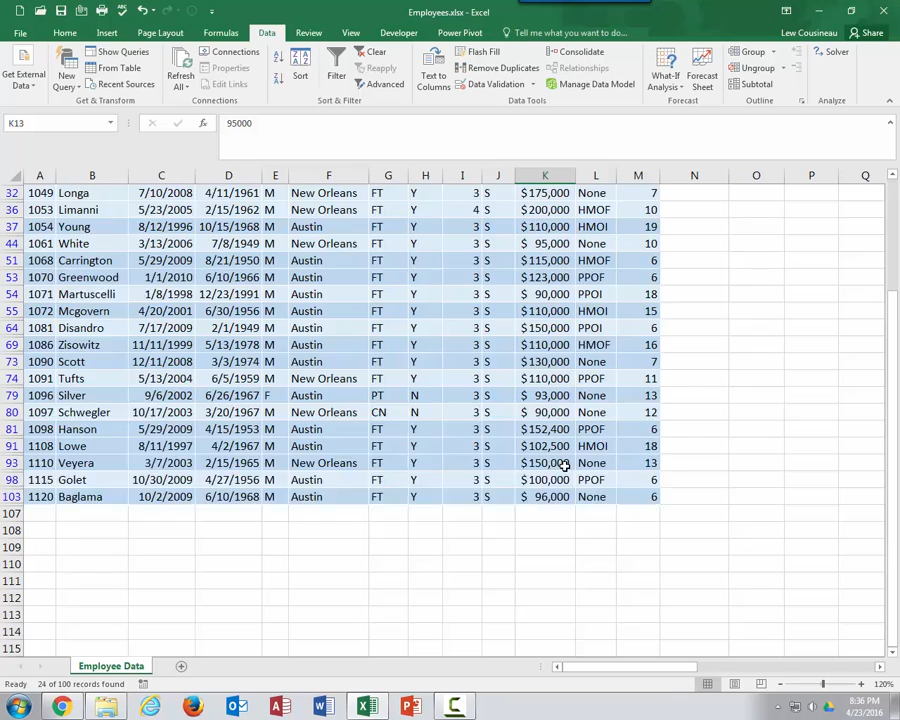 Employees.xlsx - Excel
File Home Insert Page Layout Formulas Data Review View Developer Power Pivot Tell me what you want to do... Lew Cousineau Share
Get External Data
New Query
Show Queries
From Table
Recent Sources
Get & Transform
Refresh All
Connections
Properties
Edit Links
Connections
Sort
Filter
Clear
Reapply
Advanced
Sort & Filter
Text to Columns
Flash Fill
Remove Duplicates
Data Validation
Consolidate
Relationships
Manage Data Model
Data Tools
What-If Analysis
Forecast Sheet
Forecast
Group
Ungroup
Subtotal
Outline
Solver
Analyze
K13 fx 95000
A B C D E F G H I J K L M N O P Q
32 1049 Longa 7/10/2008 4/11/1961 M New Orleans FT Y 3 S $175,000 None 7
36 1053 Limanni 5/23/2005 2/15/1962 M New Orleans FT Y 4 S $200,000 HMOF 10
37 1054 Young 8/12/1996 10/15/1968 M Austin FT Y 3 S $110,000 HMOI 19
44 1061 White 3/13/2006 7/8/1949 M New Orleans FT Y 3 S $ 95,000 None 10
51 1068 Carrington 5/29/2009 8/21/1950 M Austin FT Y 3 S $115,000 HMOF 6
53 1070 Greenwood 1/1/2010 6/10/1966 M Austin FT Y 3 S $123,000 PPOF 6
54 1071 Martuscelli 1/8/1998 12/23/1991 M Austin FT Y 3 S $ 90,000 PPOI 18
55 1072 Mcgovern 4/20/2001 6/30/1956 M Austin FT Y 3 S $110,000 HMOI 15
64 1081 Disandro 7/17/2009 2/1/1949 M Austin FT Y 3 S $150,000 PPOI 6
69 1086 Zisowitz 11/11/1999 5/13/1978 M Austin FT Y 3 S $110,000 HMOF 16
73 1090 Scott 12/11/2008 3/3/1974 M Austin FT Y 3 S $130,000 None 7
74 1091 Tufts 5/13/2004 6/5/1959 M New Orleans FT Y 3 S $110,000 PPOF 11
79 1096 Silver 9/6/2002 6/26/1967 F Austin PT N 3 S $ 93,000 None 13
80 1097 Schwegler 10/17/2003 3/20/1967 M New Orleans CN N 3 S $ 90,000 None 12
81 1098 Hanson 5/29/2009 4/15/1953 M Austin FT Y 3 S $152,400 PPOF 6
91 1108 Lowe 8/11/1997 4/2/1967 M Austin FT Y 3 S $102,500 HMOI 18
93 1110 Veyera 3/7/2003 2/15/1965 M New Orleans FT Y 3 S $150,000 None 13
98 1115 Golet 10/30/2009 4/27/1956 M Austin FT Y 3 S $100,000 PPOF 6
103 1120 Baglama 10/2/2009 6/10/1968 M Austin FT Y 3 S $ 96,000 None 6
107
108
109
110
111
112
113
114
115
Employee Data
Ready 24 of 100 records found 120%
8:36 PM
4/23/2016